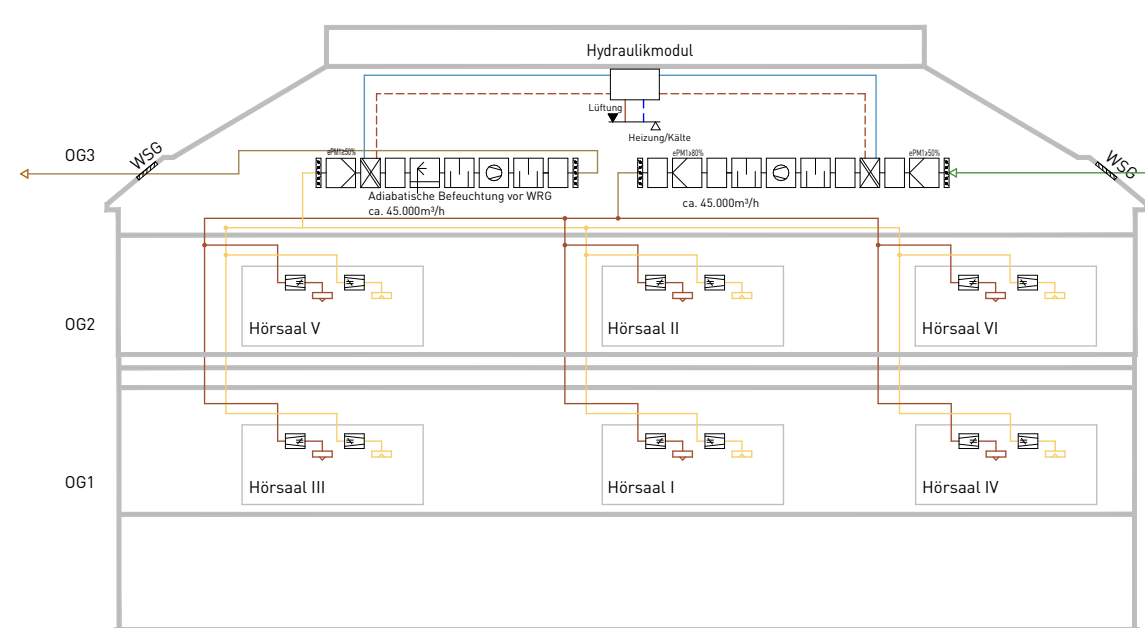 Hydraulikmodul
Lüftung
Heizung/Kälte
OG3
WSG
WSG
ePM1≥50%
ePM1≥80%
ePM1≥50%
Adiabatische Befeuchtung vor WRG
ca. 45.000m³/h
ca. 45.000m³/h
OG2
Hörsaal V
Hörsaal II
Hörsaal VI
OG1
Hörsaal III
Hörsaal I
Hörsaal IV